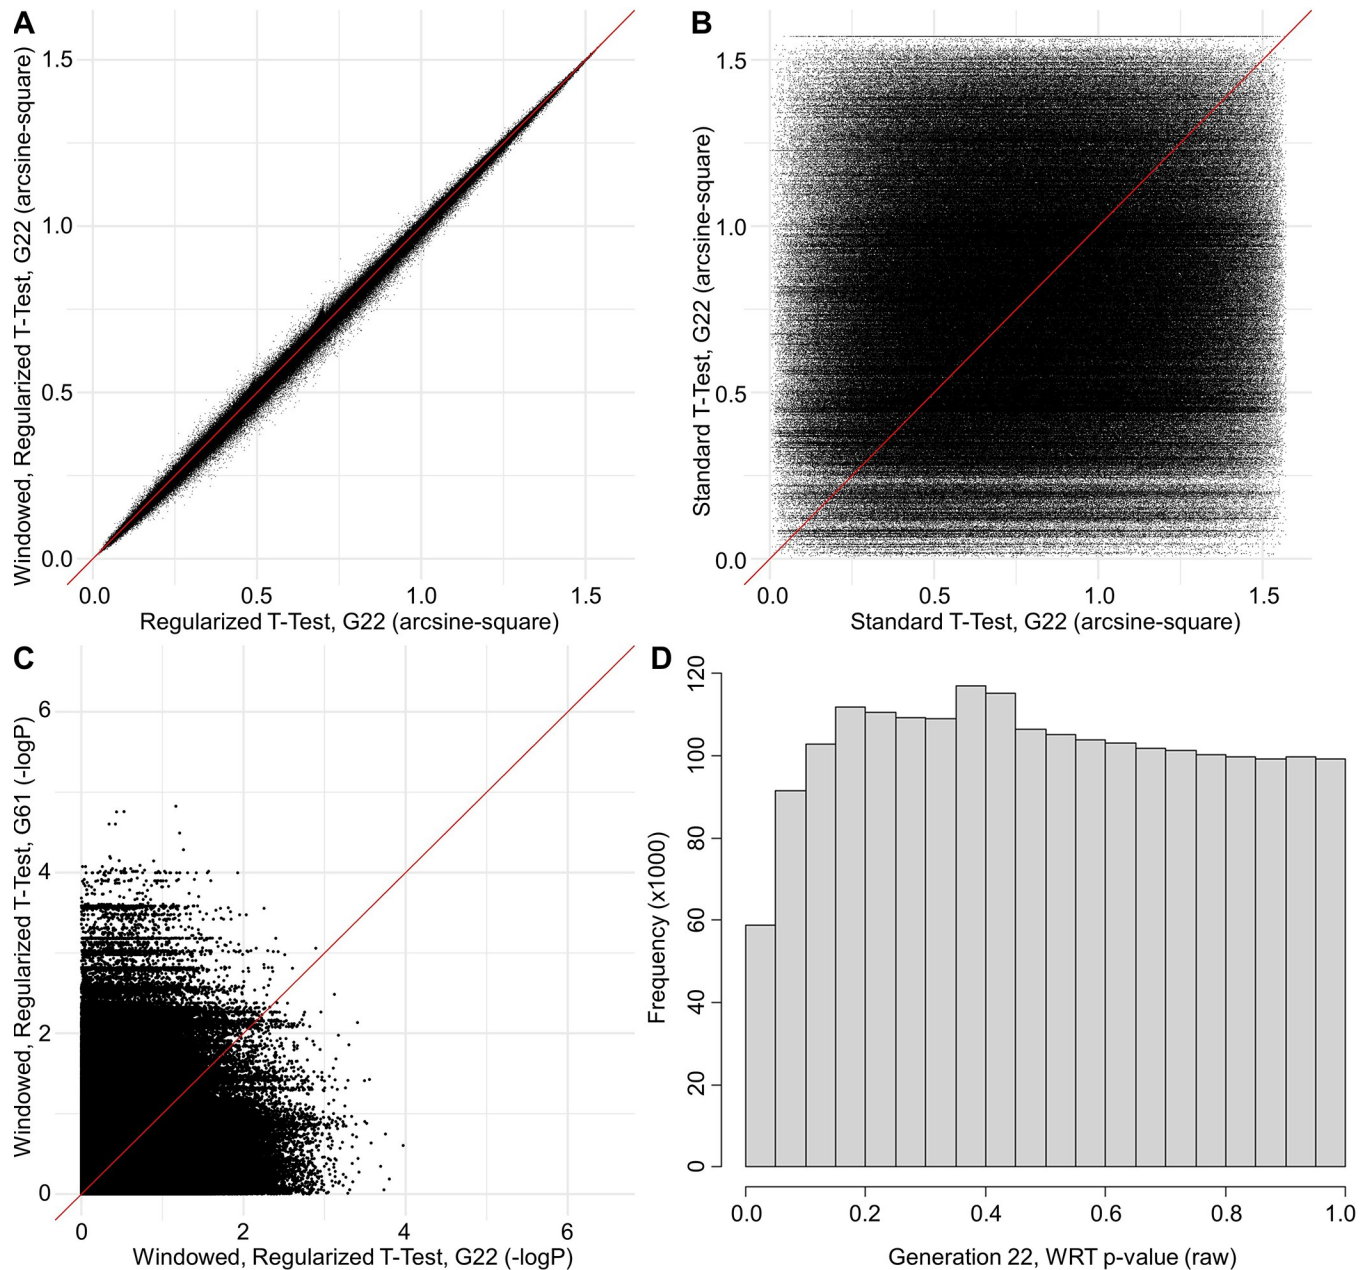 A
Windowed, Regularized T-Test, G22 (arcsine-square)
1.5
1.0
0.5
0.0
0.0 0.5 1.0 1.5
Regularized T-Test, G22 (arcsine-square)
B
Standard T-Test, G22 (arcsine-square)
1.5
1.0
0.5
0.0
0.0 0.5 1.0 1.5
Standard T-Test, G22 (arcsine-square)
C
Windowed, Regularized T-Test, G61 (-logP)
6
4
2
0
0 2 4 6
Windowed, Regularized T-Test, G22 (-logP)
D
Frequency (x1000)
120
100
80
60
40
20
0
0.0 0.2 0.4 0.6 0.8 1.0
Generation 22, WRT p-value (raw)